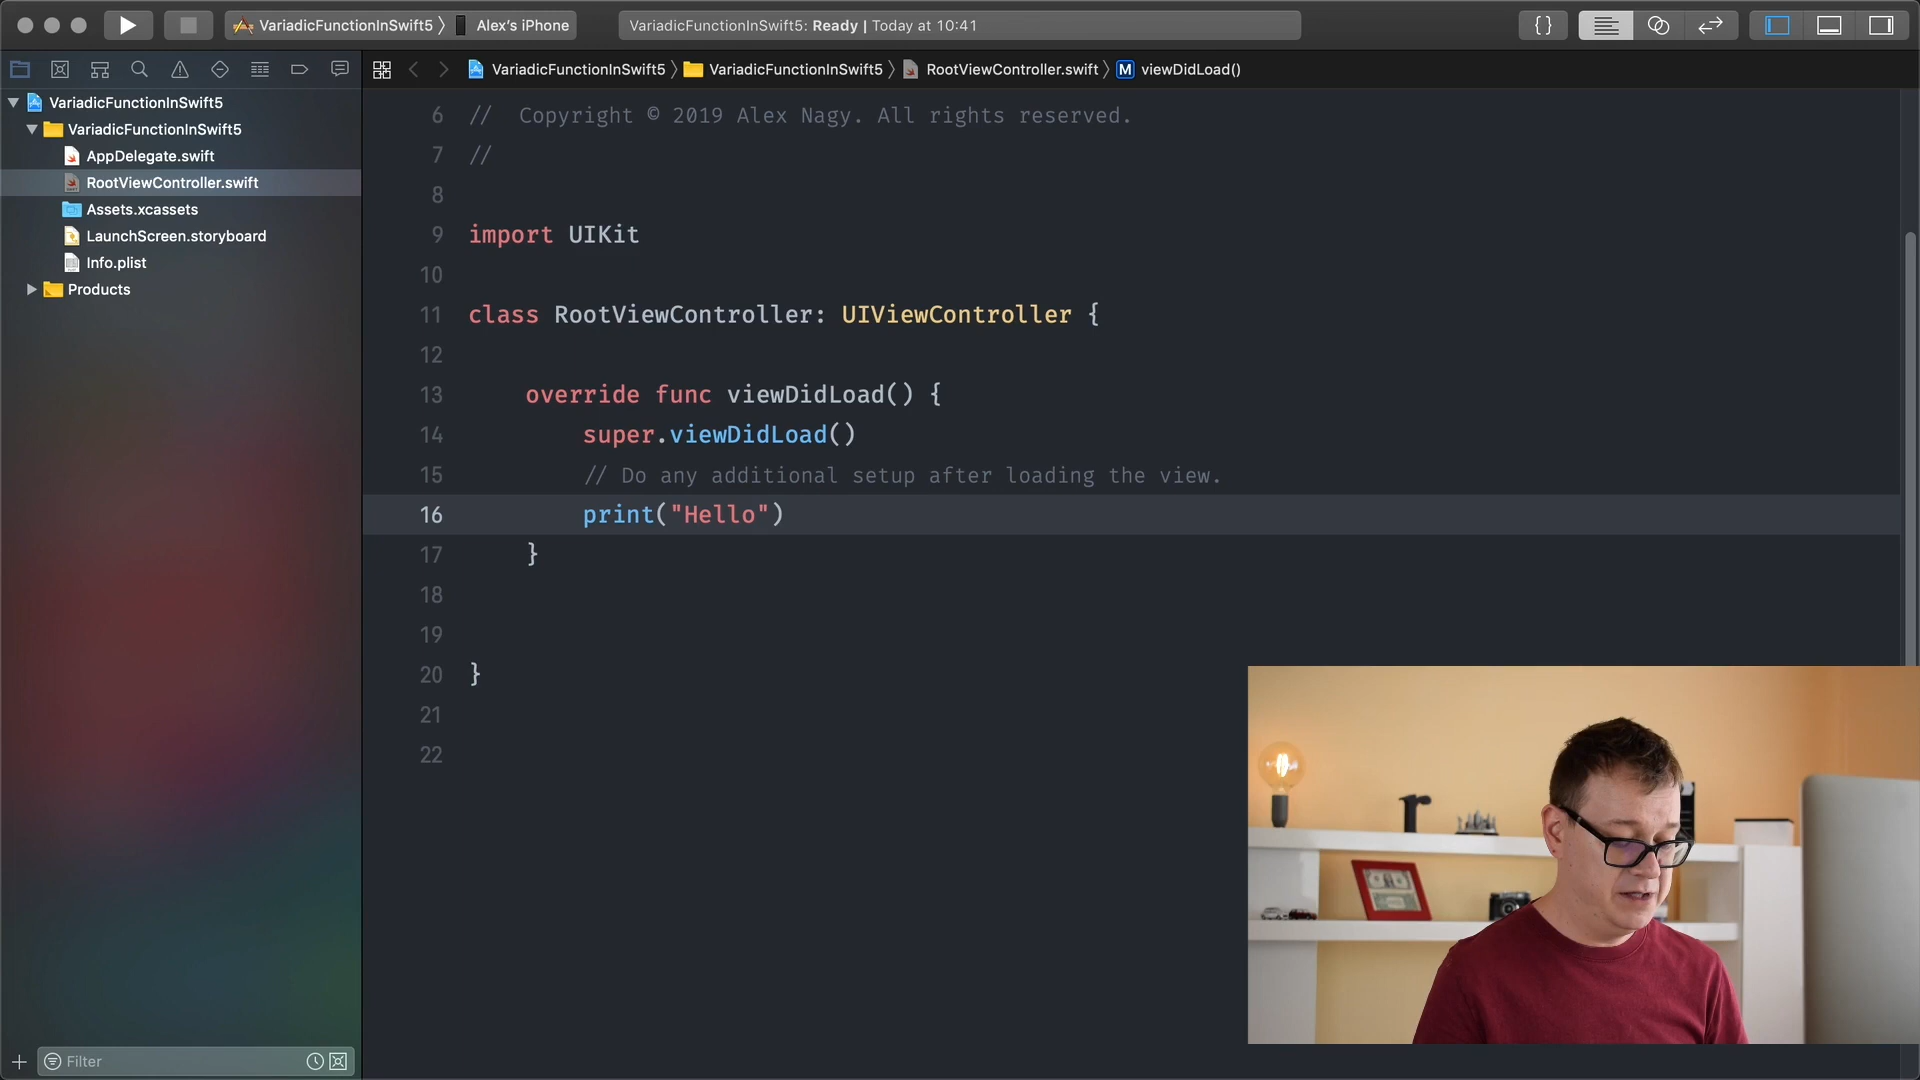 VariadicFunctionInSwift5 〉 Alex's iPhone
VariadicFunctionInSwift5: Ready | Today at 10:41
{ }
VariadicFunctionInSwift5 〉 VariadicFunctionInSwift5 〉 RootViewController.swift 〉 M viewDidLoad()
VariadicFunctionInSwift5
VariadicFunctionInSwift5
AppDelegate.swift
RootViewController.swift
Assets.xcassets
LaunchScreen.storyboard
Info.plist
Products
Filter
6 //  Copyright © 2019 Alex Nagy. All rights reserved.
7 //
8
9 import UIKit
10
11 class RootViewController: UIViewController {
12
13     override func viewDidLoad() {
14         super.viewDidLoad()
15         // Do any additional setup after loading the view.
16         print("Hello")
17     }
18
19
20 }
21
22